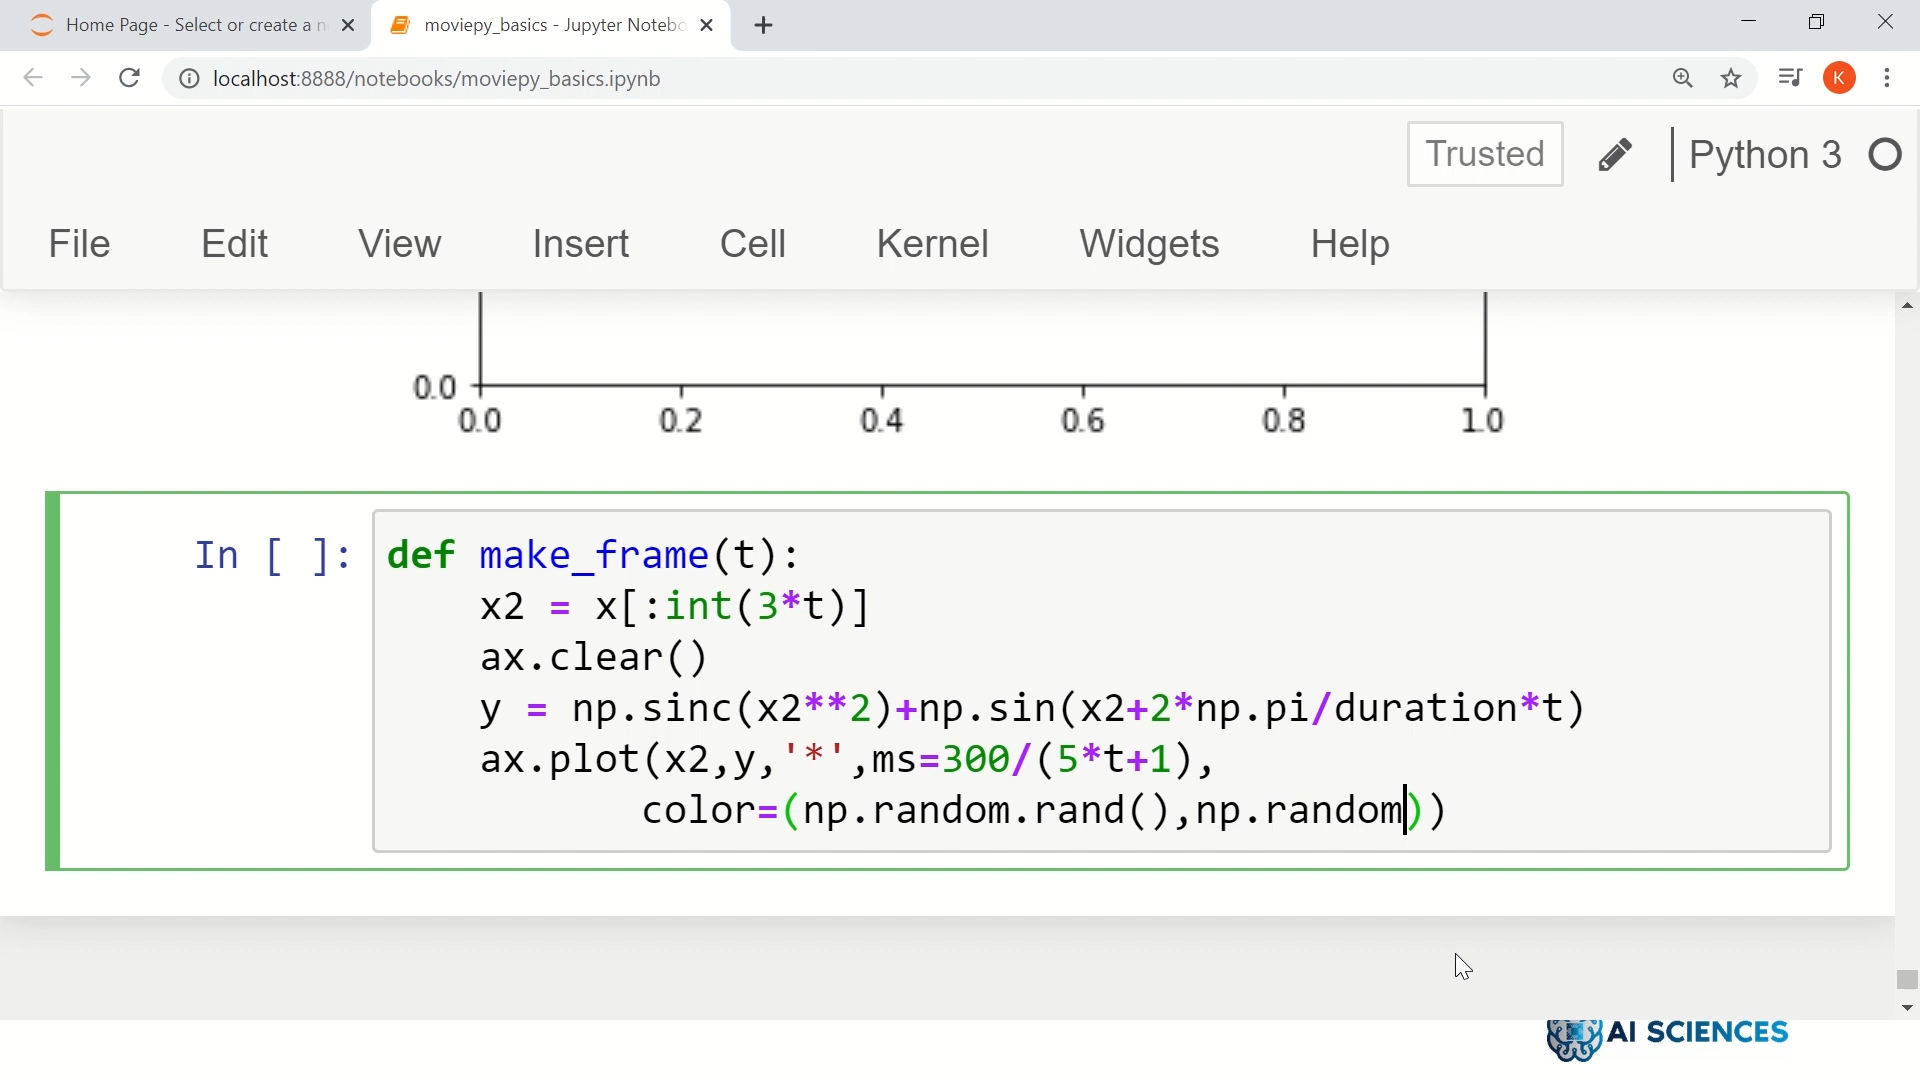 Home Page - Select or create a n
moviepy_basics - Jupyter Notebo
localhost:8888/notebooks/moviepy_basics.ipynb
K
Trusted
Python 3
File Edit View Insert Cell Kernel Widgets Help
0.0
0.0 0.2 0.4 0.6 0.8 1.0
In [ ]:
def make_frame(t):
x2 = x[:int(3*t)]
ax.clear()
y = np.sinc(x2**2)+np.sin(x2+2*np.pi/duration*t)
ax.plot(x2,y,'*',ms=300/(5*t+1),
color=(np.random.rand(),np.random))
AI SCIENCES